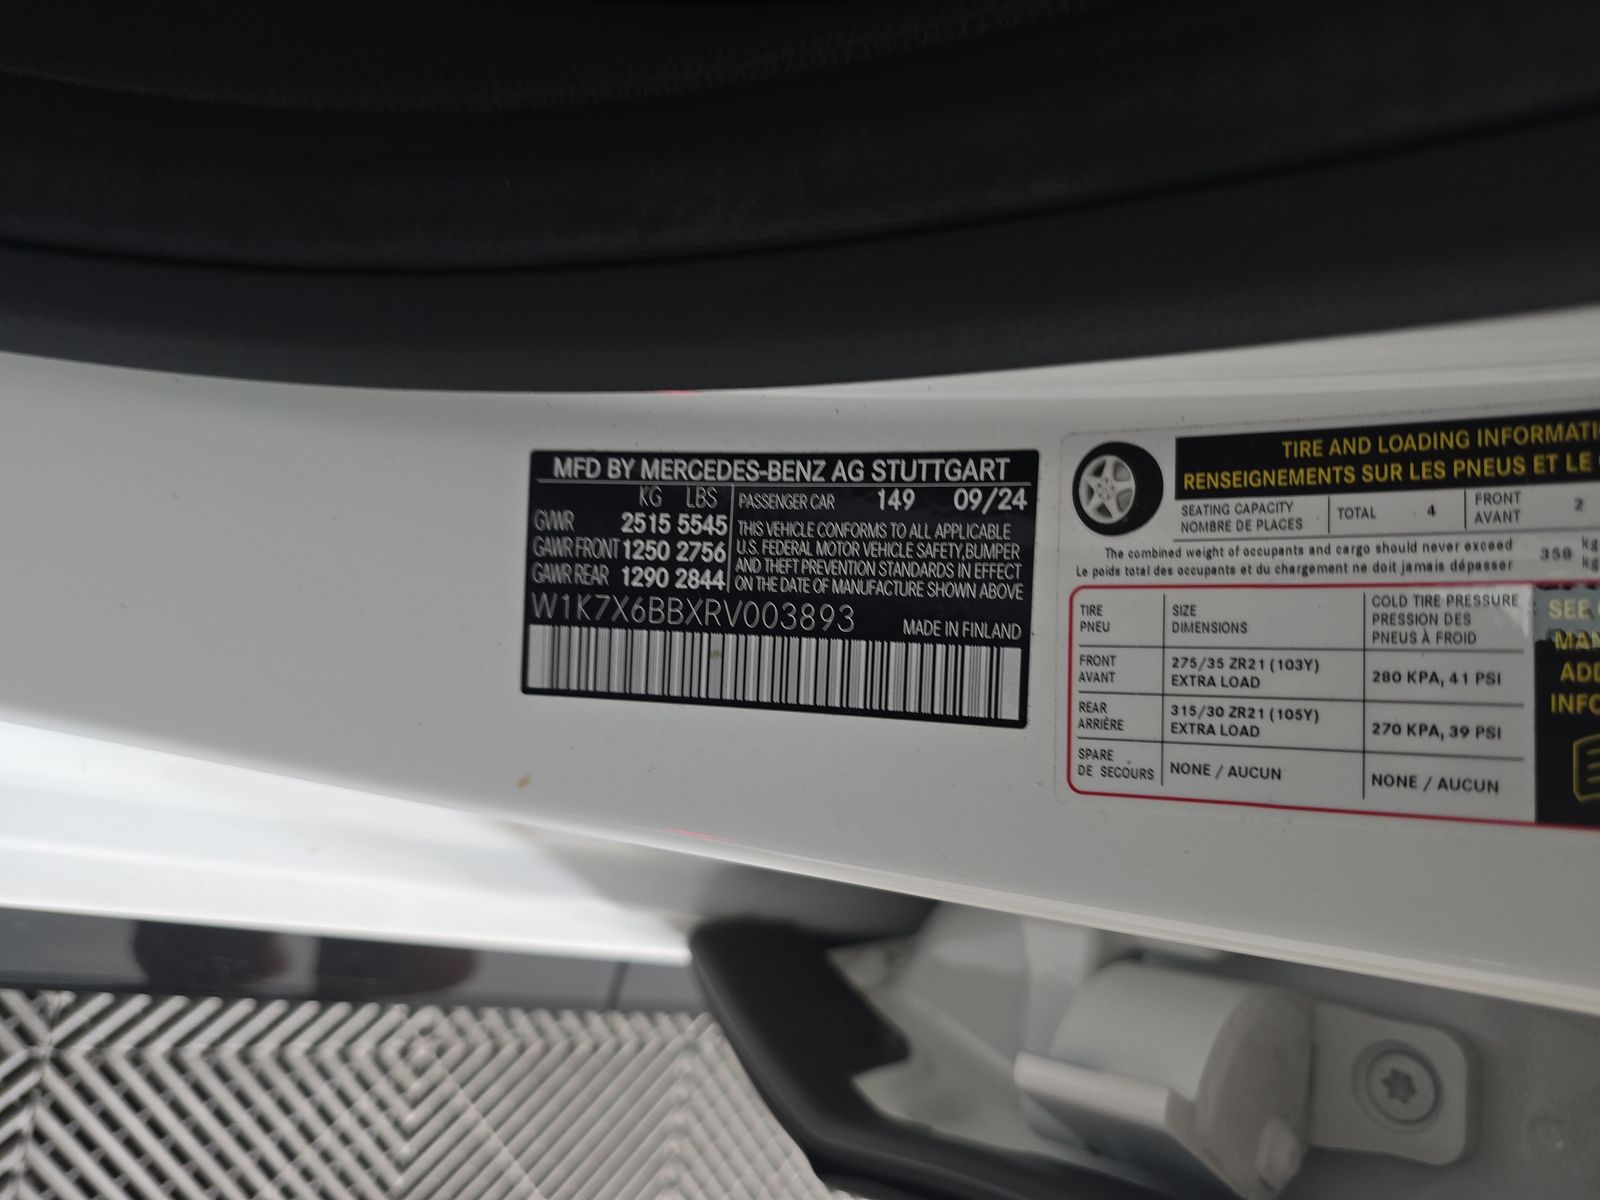 MFD BY MERCEDES-BENZ AG STUTTGART
KG LBS
GVWR 2515 5545
GAWR FRONT 1250 2756
GAWR REAR 1290 2844
PASSENGER CAR 149 09/24
THIS VEHICLE CONFORMS TO ALL APPLICABLE
U.S. FEDERAL MOTOR VEHICLE SAFETY,BUMPER
AND THEFT PREVENTION STANDARDS IN EFFECT
ON THE DATE OF MANUFACTURE SHOWN ABOVE
W1K7X6BBXRV003893
MADE IN FINLAND
TIRE AND LOADING INFORMATI
RENSEIGNEMENTS SUR LES PNEUS ET LE
SEATING CAPACITY
NOMBRE DE PLACES
TOTAL 4
FRONT
AVANT
2
The combined weight of occupants and cargo should never exceed
Le poids total des occupants et du chargement ne doit jamais dépasser
358 kg
kg
TIRE
PNEU
SIZE
DIMENSIONS
COLD TIRE PRESSURE
PRESSION DES
PNEUS À FROID
FRONT
AVANT
275/35 ZR21 (103Y)
EXTRA LOAD
280 KPA, 41 PSI
REAR
ARRIÈRE
315/30 ZR21 (105Y)
EXTRA LOAD
270 KPA, 39 PSI
SPARE
DE SECOURS
NONE / AUCUN
NONE / AUCUN
SEE
MAN
ADD
INFO